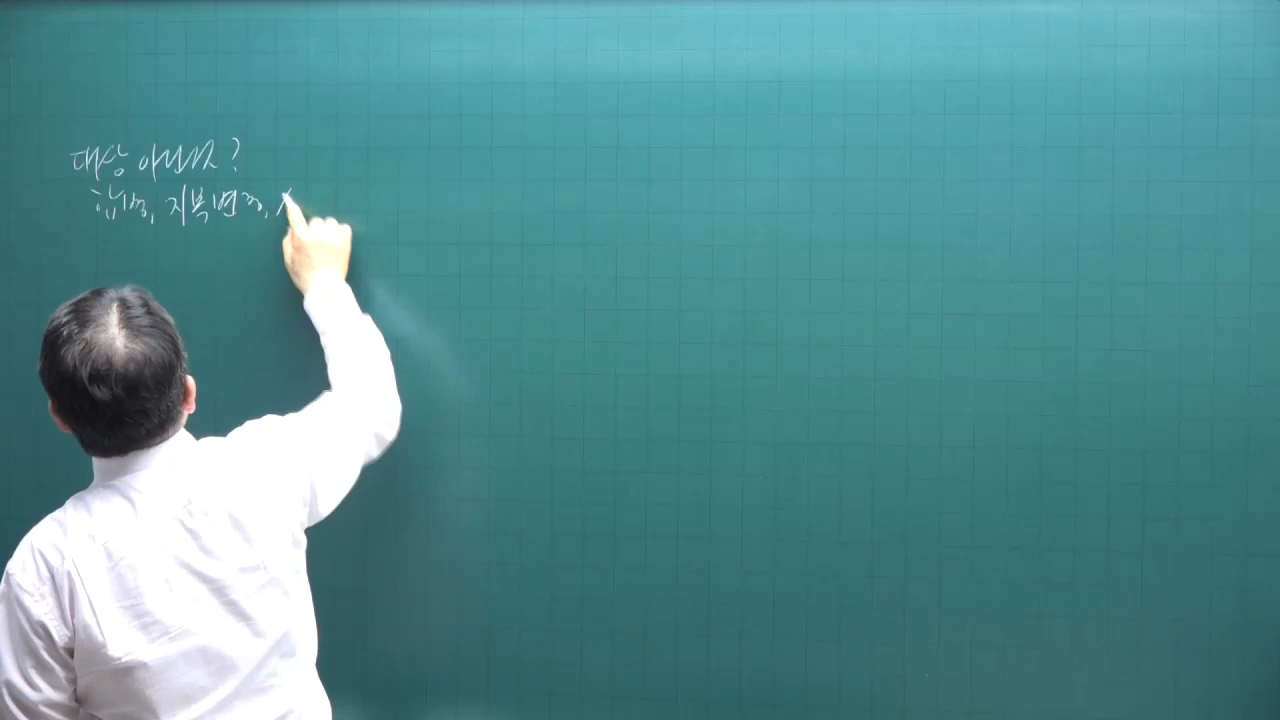 대상 아닌 것?
합병, 지목변경, ㅅ